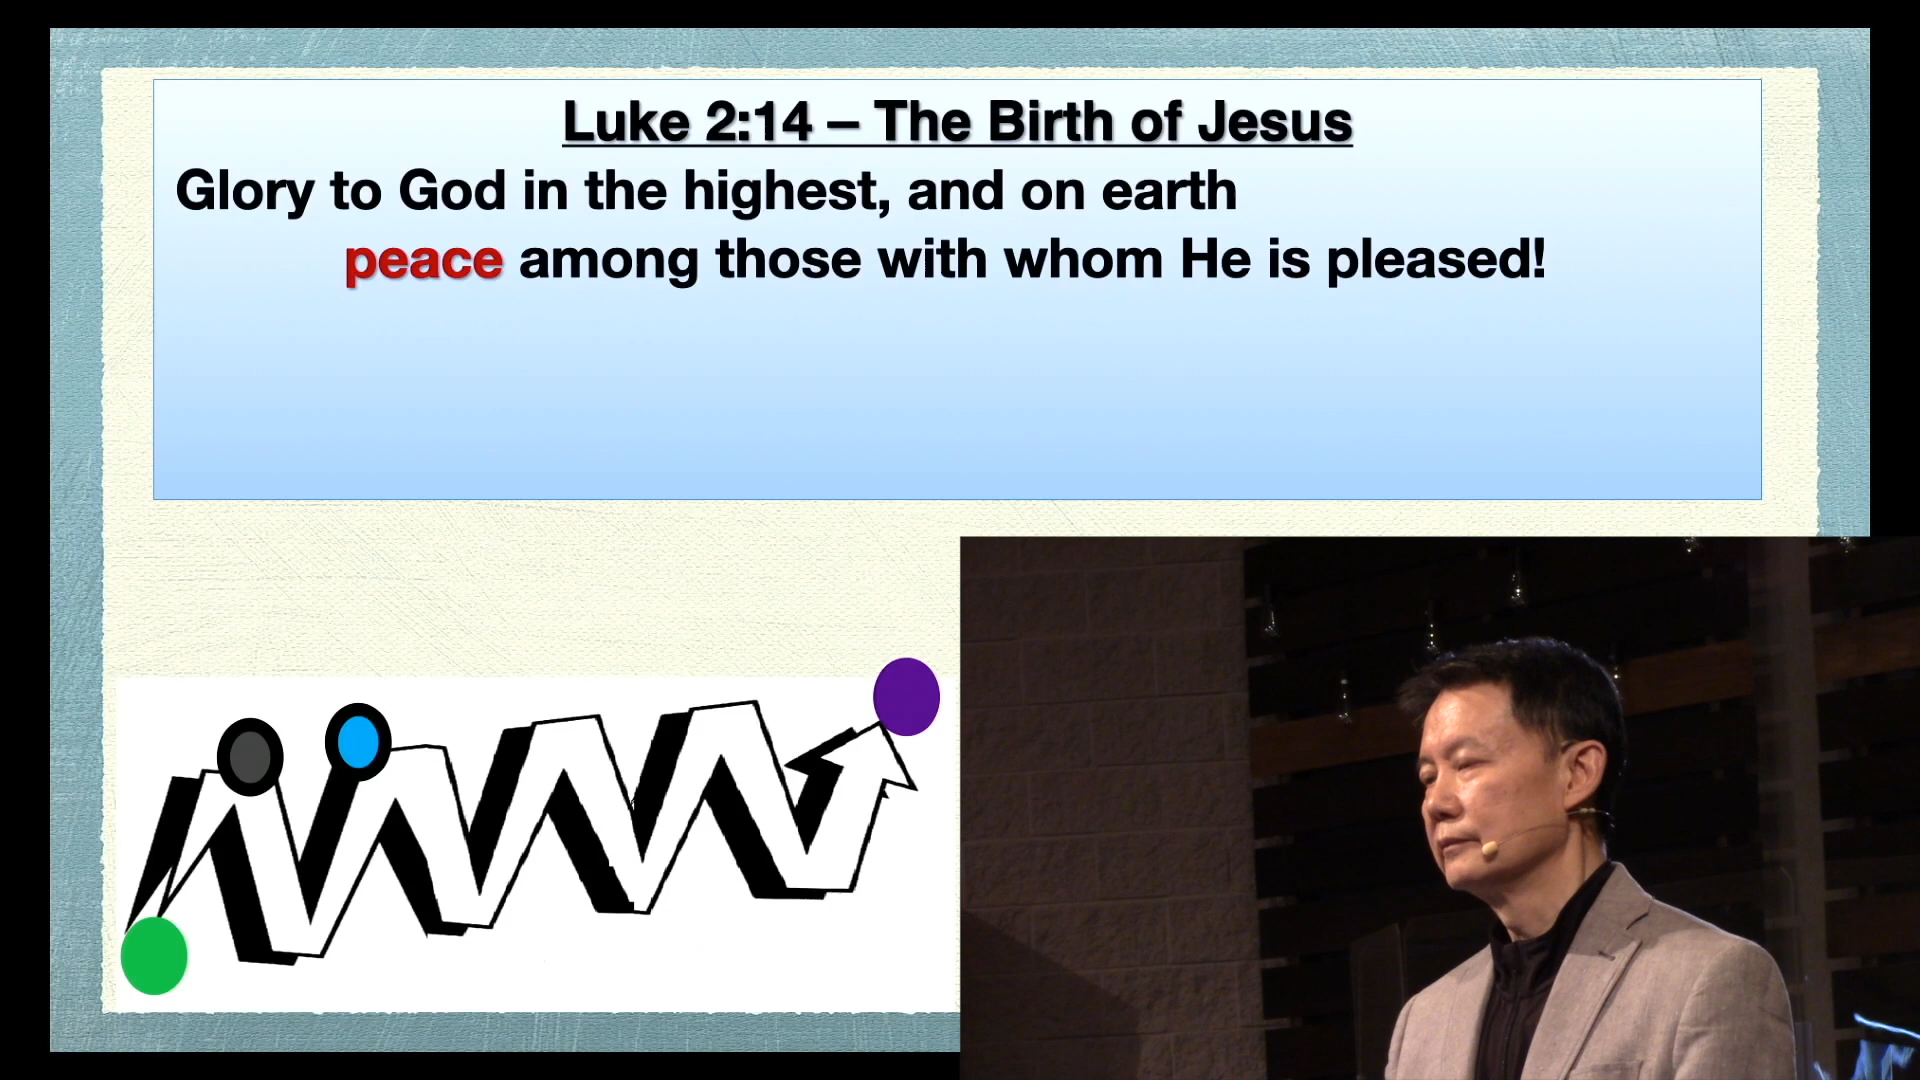 Luke 2:14 – The Birth of Jesus
Glory to God in the highest, and on earth
peace among those with whom He is pleased!